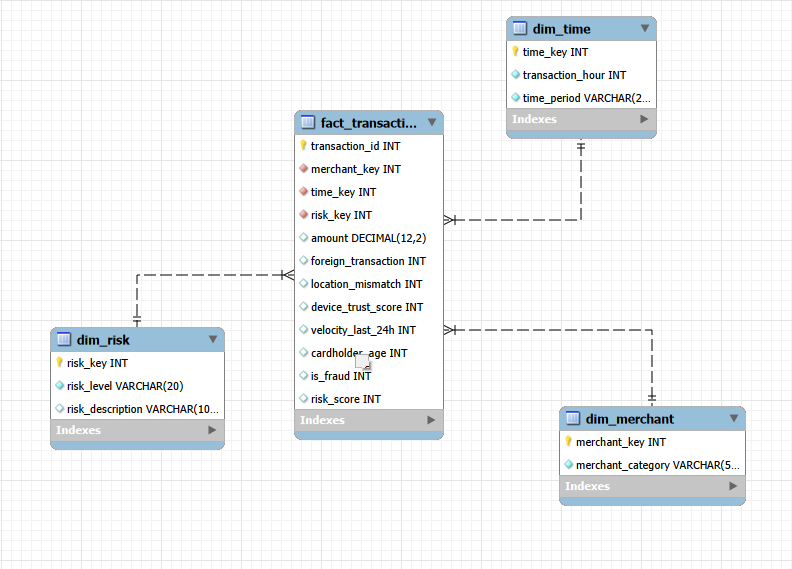 dim_time
time_key INT
transaction_hour INT
time_period VARCHAR(2...
Indexes
fact_transacti...
transaction_id INT
merchant_key INT
time_key INT
risk_key INT
amount DECIMAL(12,2)
foreign_transaction INT
location_mismatch INT
device_trust_score INT
velocity_last_24h INT
cardholder_age INT
is_fraud INT
risk_score INT
Indexes
dim_risk
risk_key INT
risk_level VARCHAR(20)
risk_description VARCHAR(10...
Indexes
dim_merchant
merchant_key INT
merchant_category VARCHAR(5...
Indexes